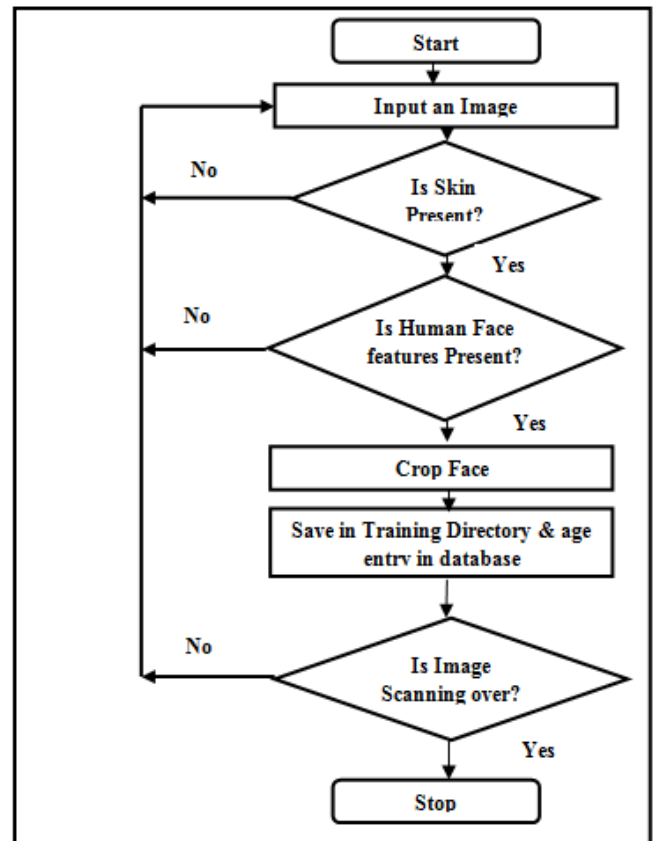 Start
Input an Image
No
Is Skin
Present?
Yes
No
Is Human Face
features Present?
Yes
Crop Face
Save in Training Directory & age
entry in database
No
Is Image
Scanning over?
Yes
Stop